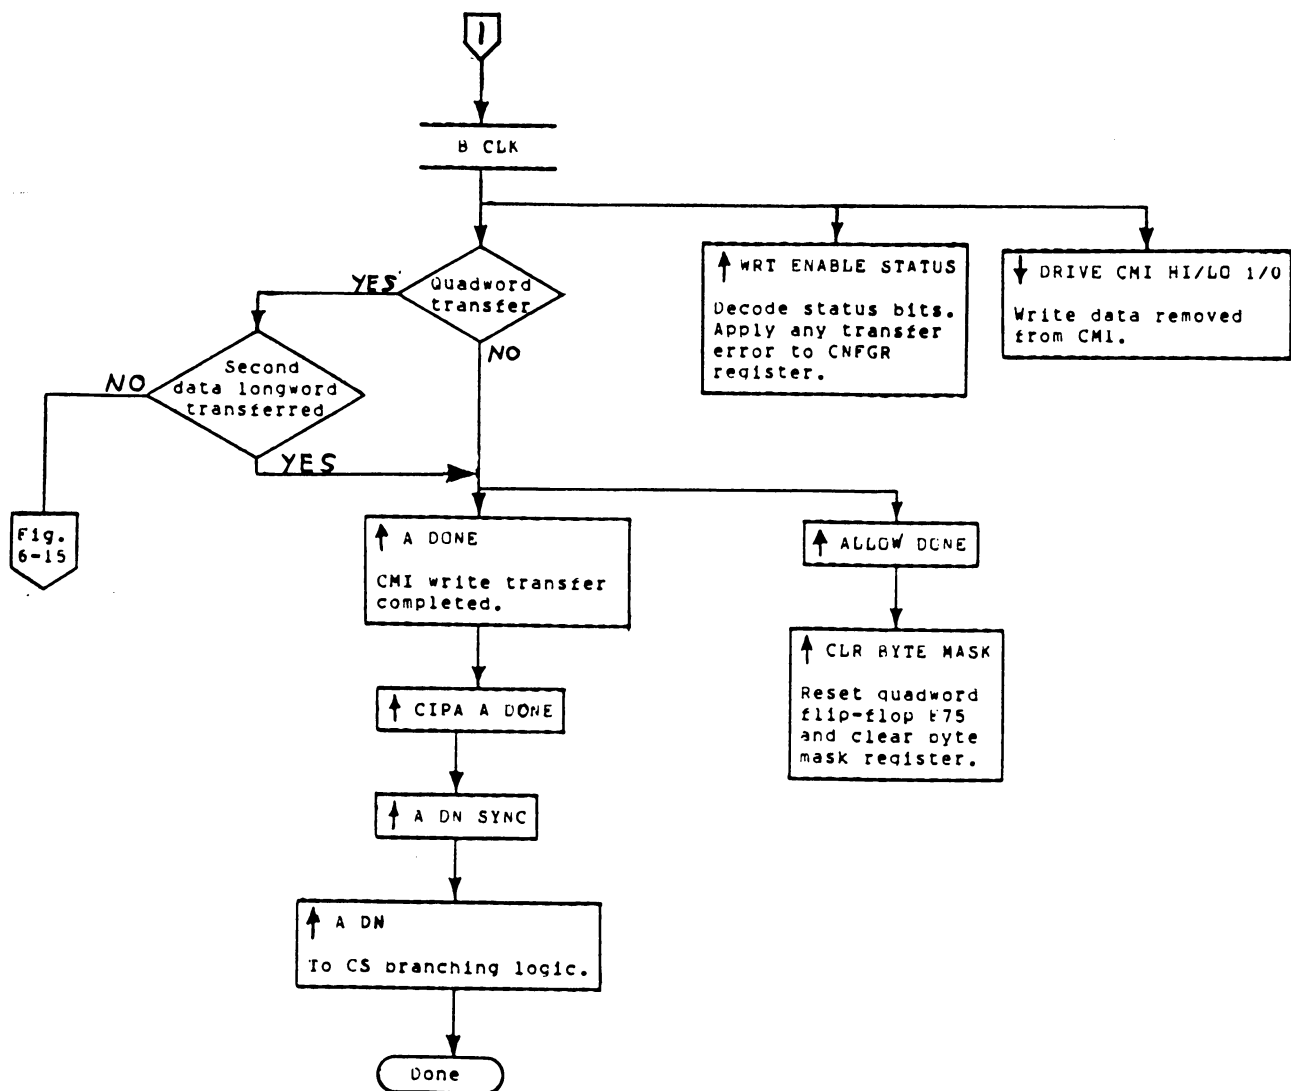 1
B CLK
Quadword
transfer
YES
NO
↑ WRT ENABLE STATUS
Decode status bits.
Apply any transfer
error to CNFGR
register.
↓ DRIVE CMI HI/LO 1/0
Write data removed
from CMI.
Second
data longword
transferred
NO
YES
Fig.
6-15
↑ A DONE
CMI write transfer
completed.
↑ ALLOW DONE
↑ CLR BYTE MASK
Reset quadword
flip-flop E75
and clear byte
mask register.
↑ CIPA A DONE
↑ A DN SYNC
↑ A DN
To CS branching logic.
Done